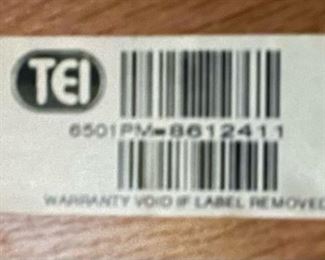 TEI
6501PM-8612411
WARRANTY VOID IF LABEL REMOVED